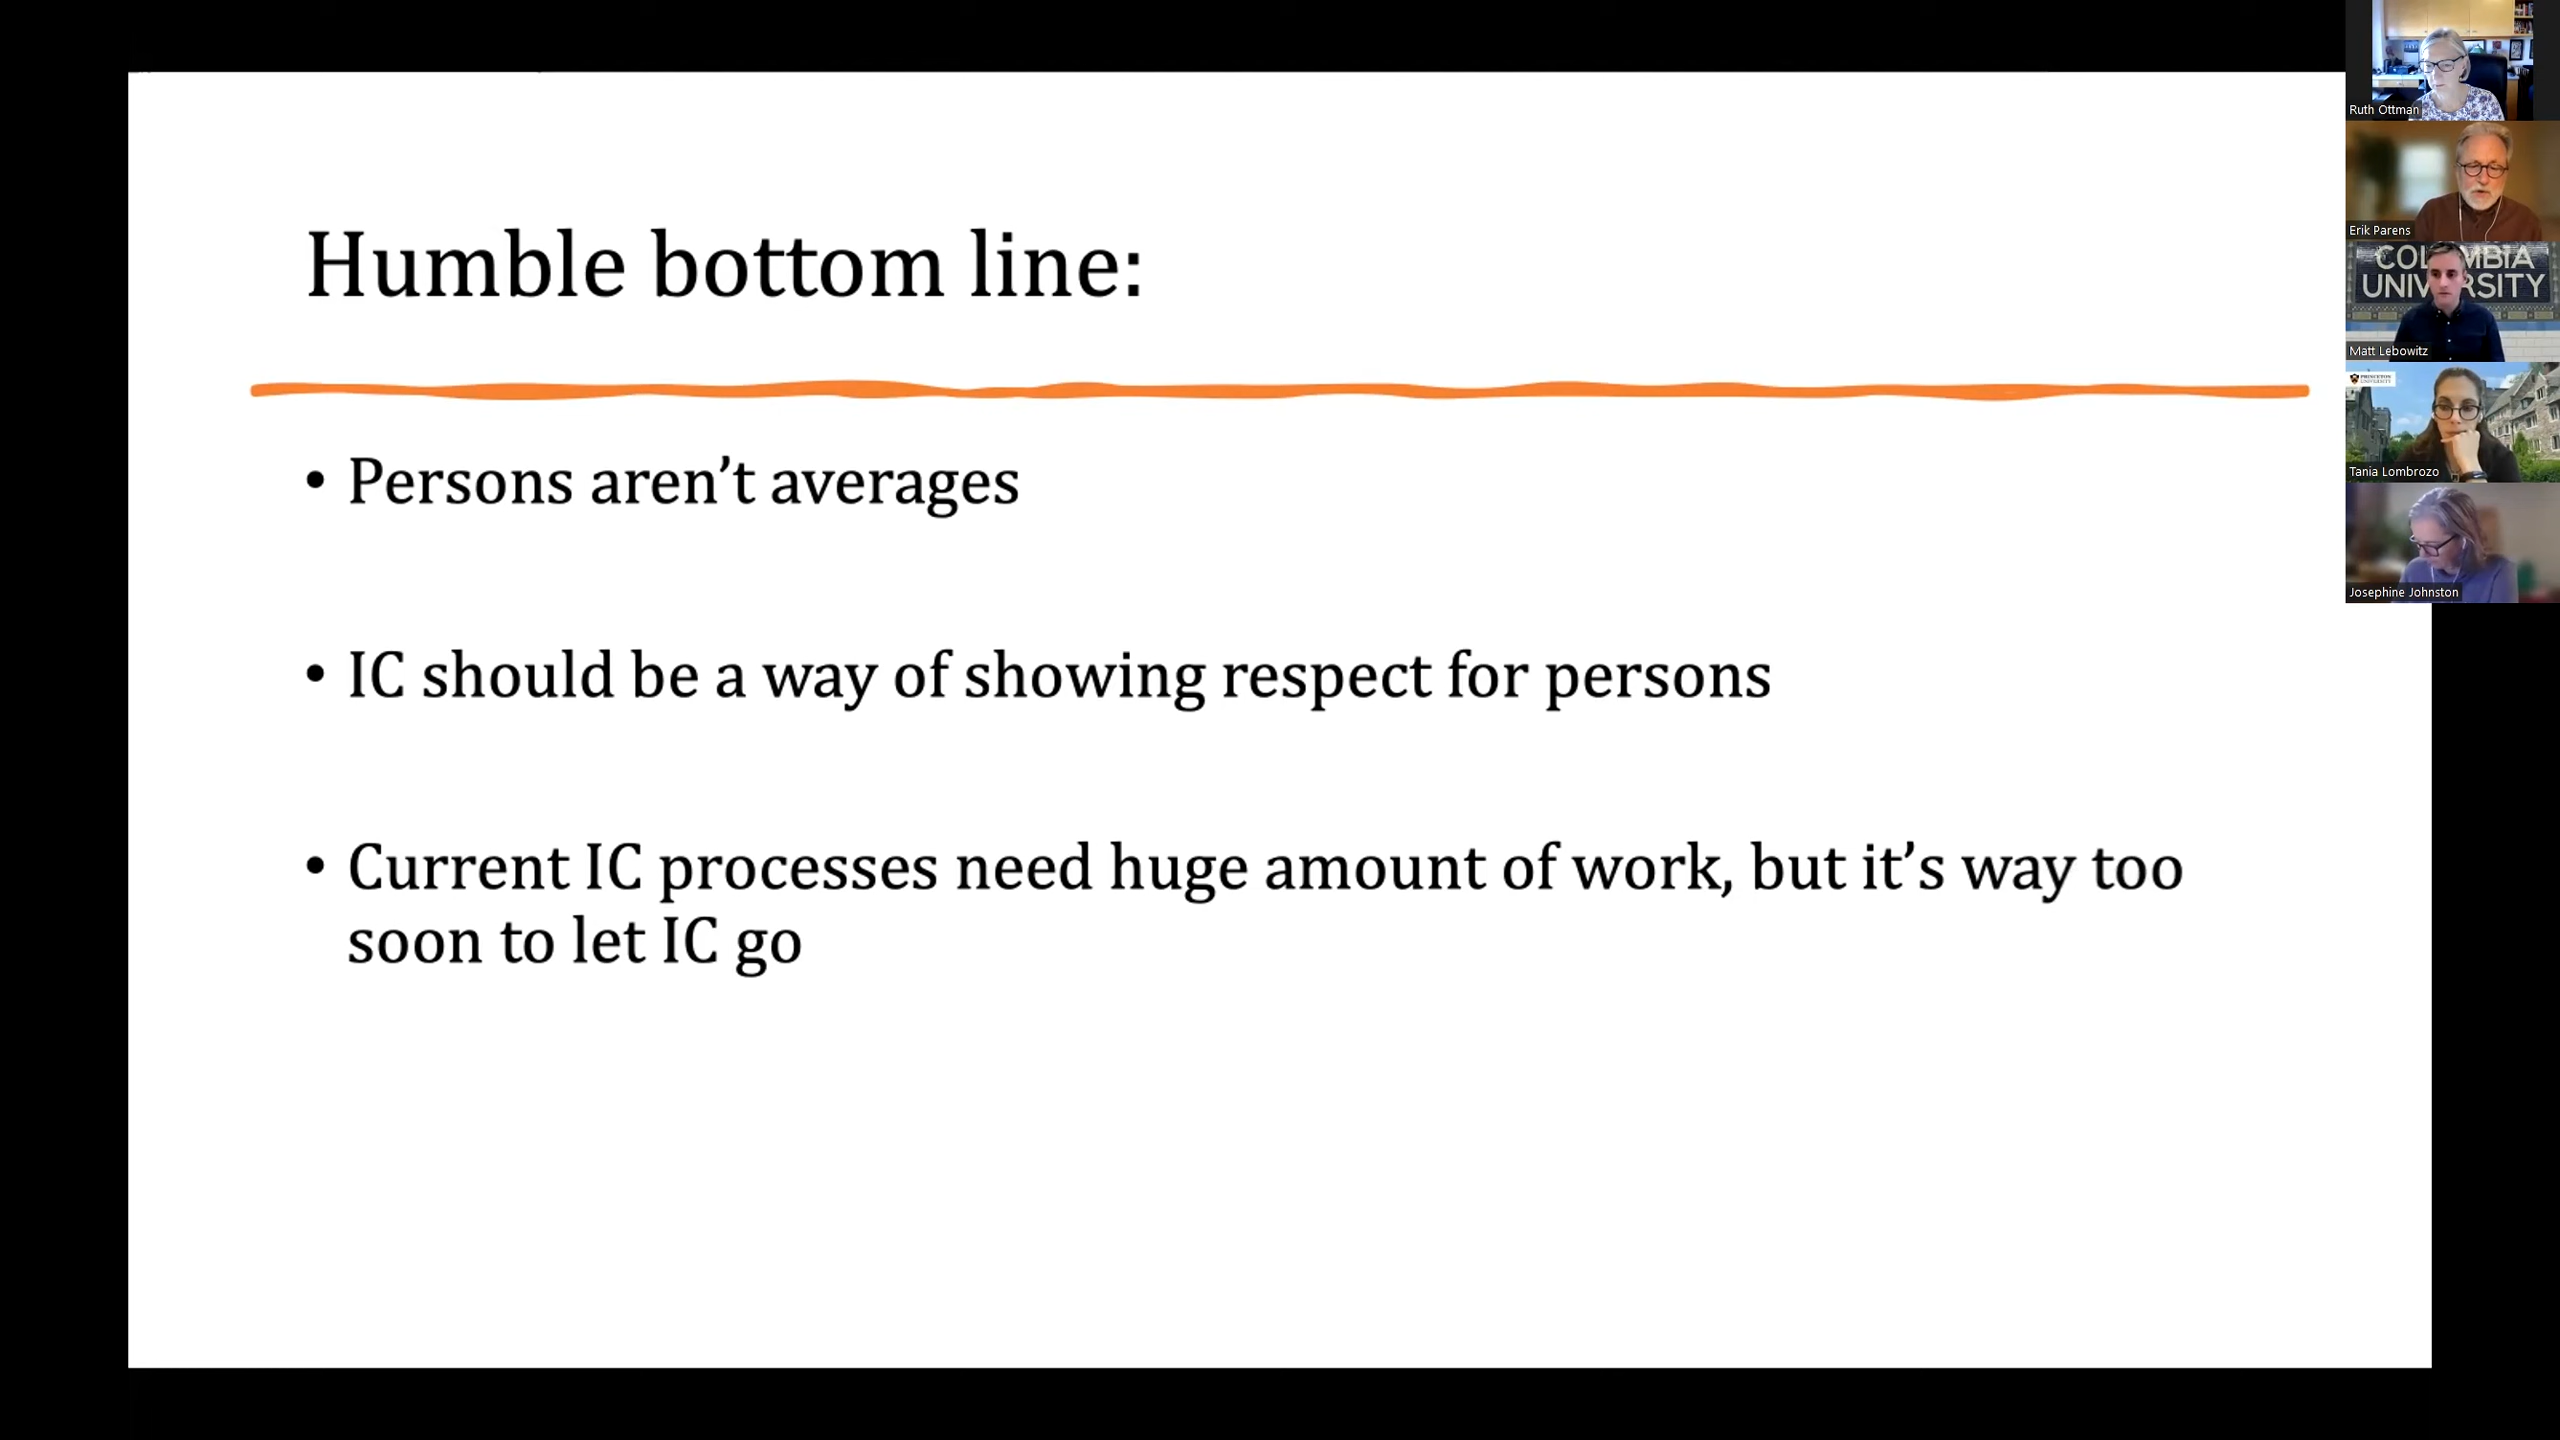 Humble bottom line:
• Persons aren’t averages
• IC should be a way of showing respect for persons
• Current IC processes need huge amount of work, but it’s way too
soon to let IC go
Ruth Ottman
Erik Parens
COLUMBIA
UNIVERSITY
Matt Lebowitz
PRINCETON
UNIVERSITY
Tania Lombrozo
Josephine Johnston